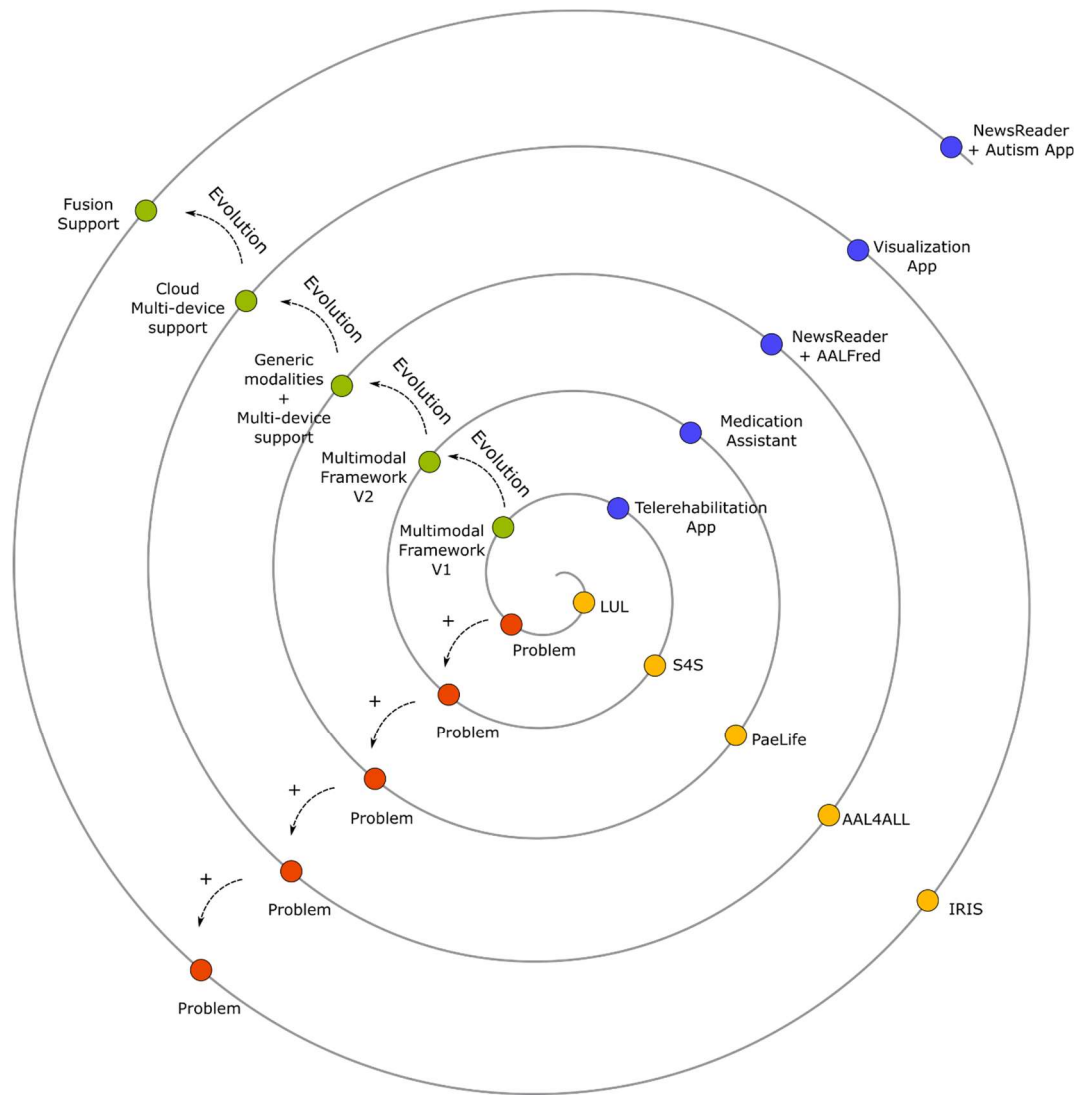 NewsReader
+ Autism App
Fusion
Support
Evolution
Visualization
App
Cloud
Multi-device
support
Evolution
NewsReader
+ AALFred
Generic
modalities
+
Multi-device
support
Evolution
Medication
Assistant
Multimodal
Framework
V2
Evolution
Telerehabilitation
App
Multimodal
Framework
V1
LUL
+
Problem
S4S
+
Problem
PaeLife
+
Problem
AAL4ALL
+
Problem
IRIS
Problem